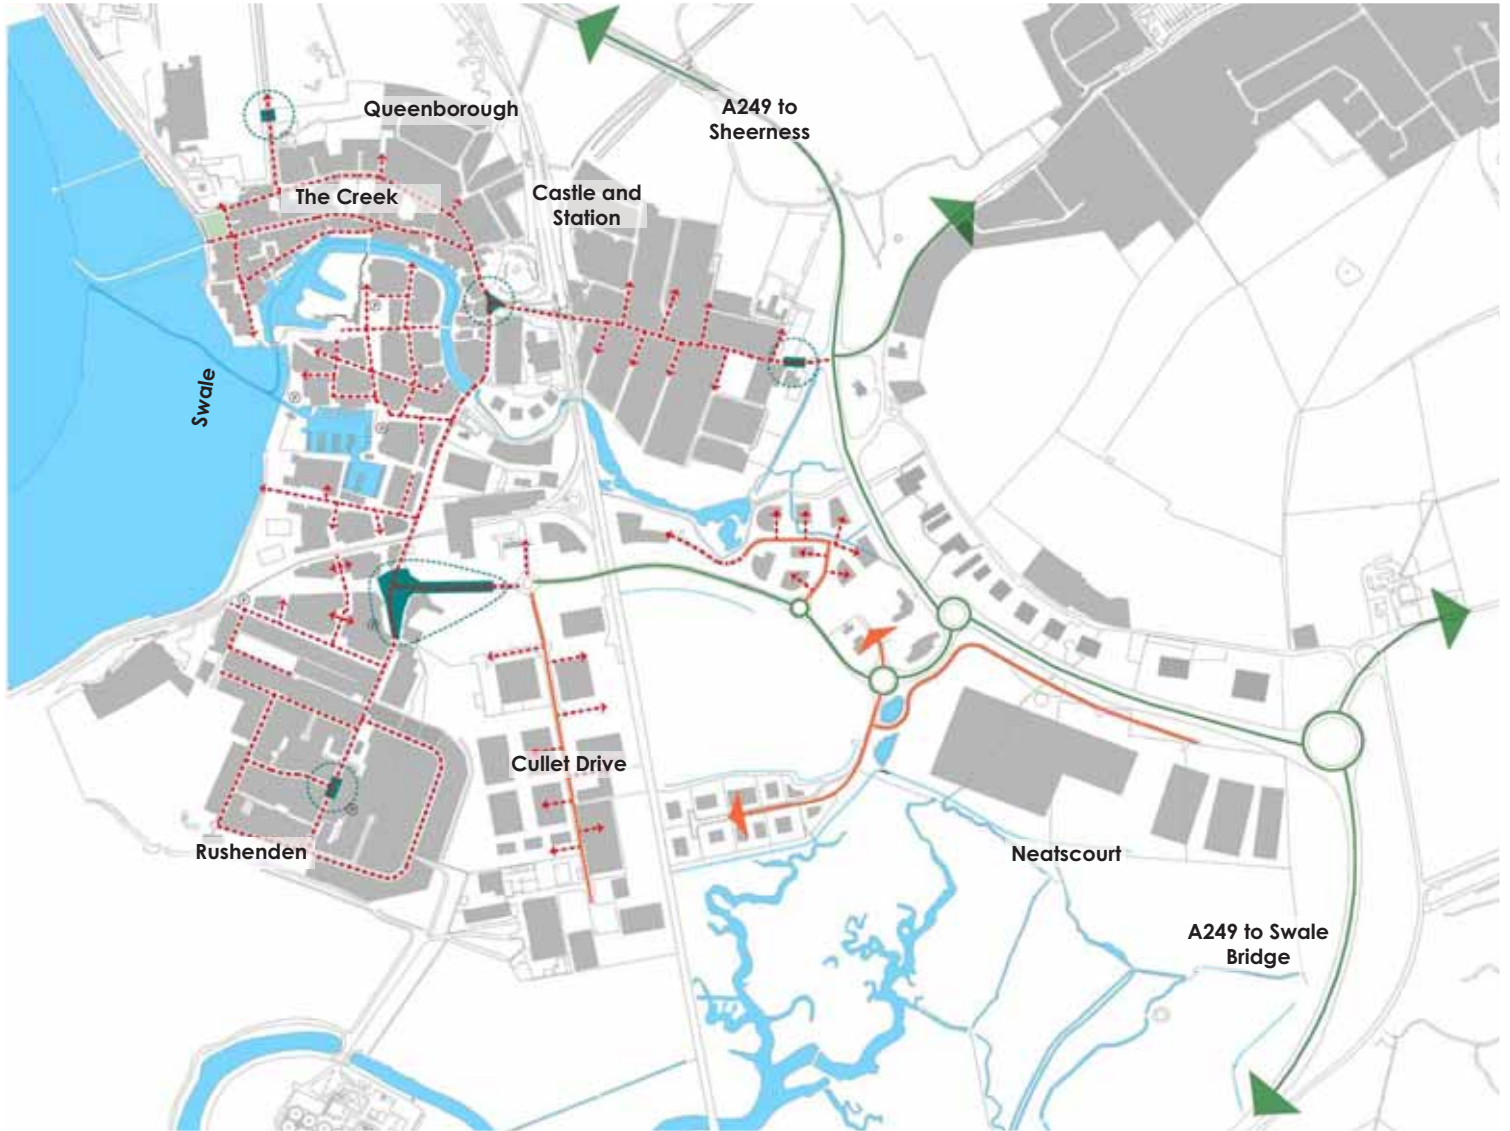 Queenborough
A249 to
Sheerness
The Creek
Castle and
Station
Swale
Cullet Drive
Rushenden
Neatscourt
A249 to Swale
Bridge